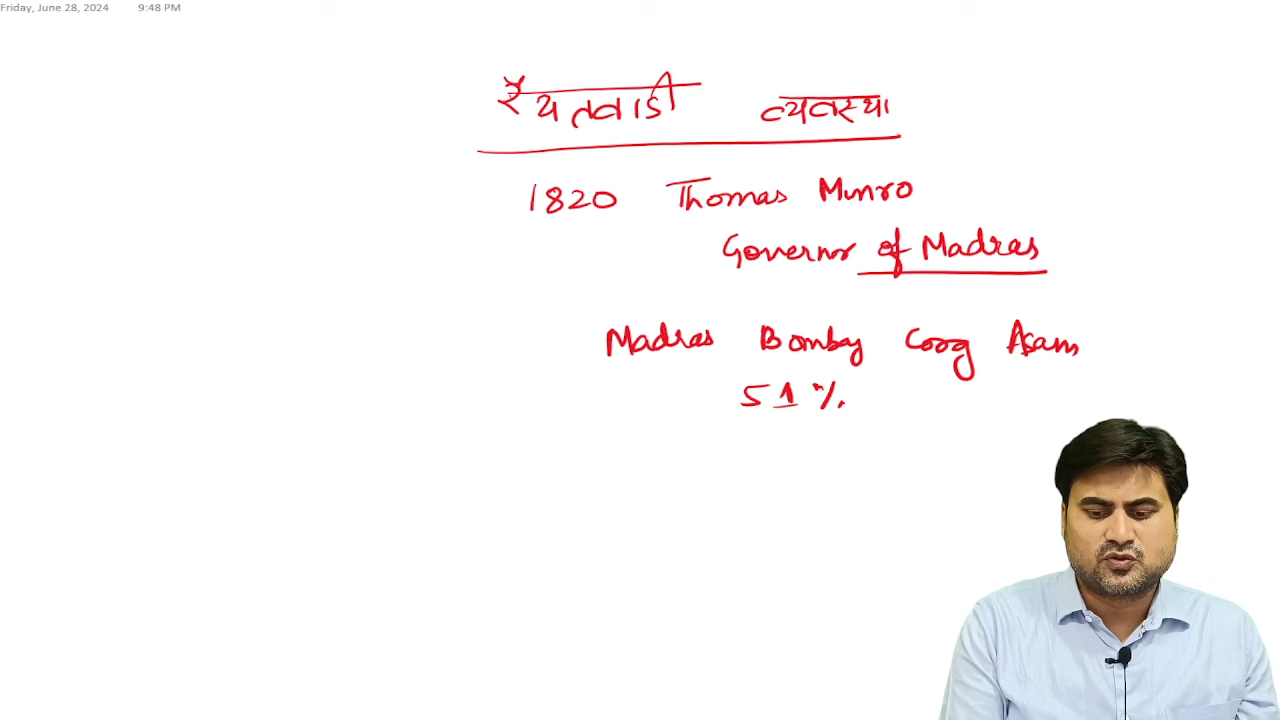 Friday, June 28, 2024 9:48 PM
रैयतवाडी व्यवस्था
1820 Thomas Munro
Governor of Madras
Madras Bombay Coorg Asam
51 %.